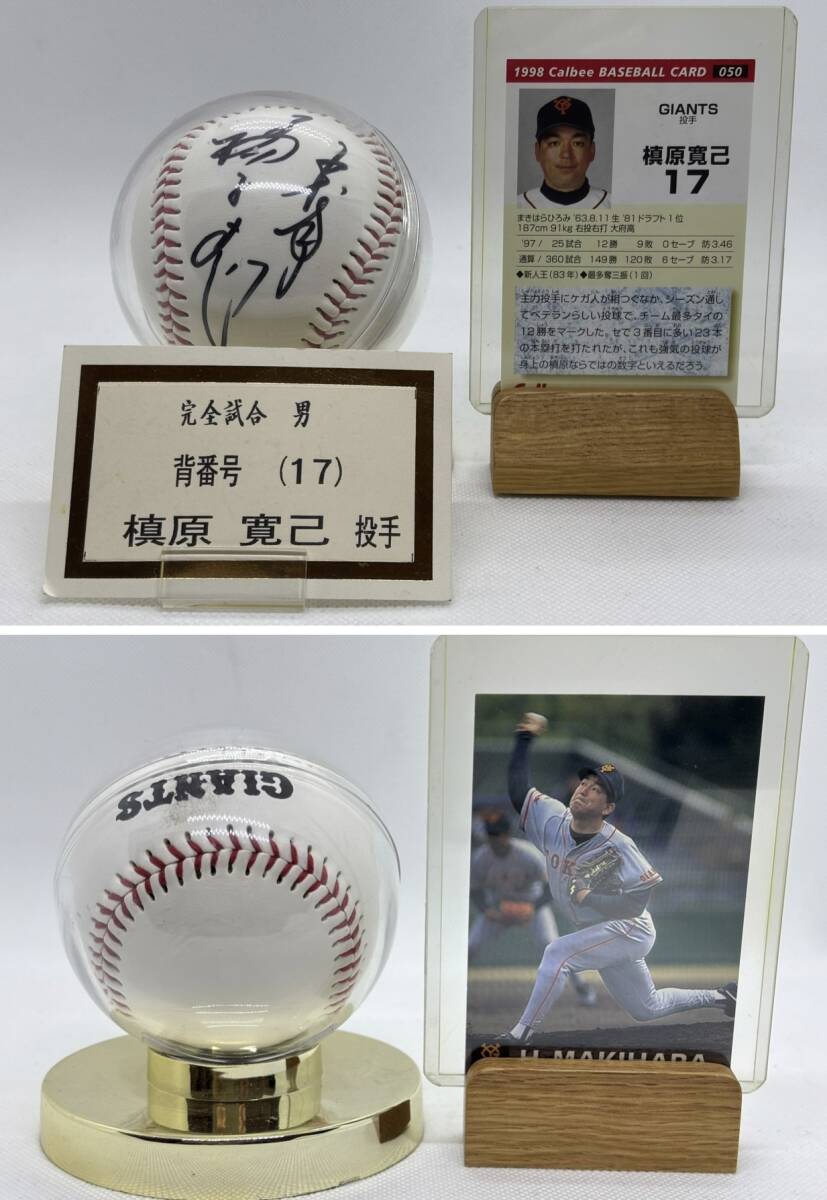 1998 Calbee BASEBALL CARD 050
GIANTS
投手
槙原寛己
17
まきはらひろみ '63.8.11生 '81ドラフト1位
187cm 91kg 右投右打 大府高
'97/ 25試合 12勝 9敗 0セーブ 防3.46
通算/360試合 149勝 120敗 6セーブ 防3.17
◆新人王(83年)◆最多奪三振(1回)
主力投手にケガ人が相つぐなか、シーズン通し
てベテランらしい投球で、チーム最多タイの
12勝をマークした。セで3番目に多い23本
の本塁打を打たれたが、これも強気の投球が
身上の槙原ならではの数字といえるだろう。
完全試合 男
背番号 (17)
槙原 寛己 投手
GIANTS
H. MAKIHARA